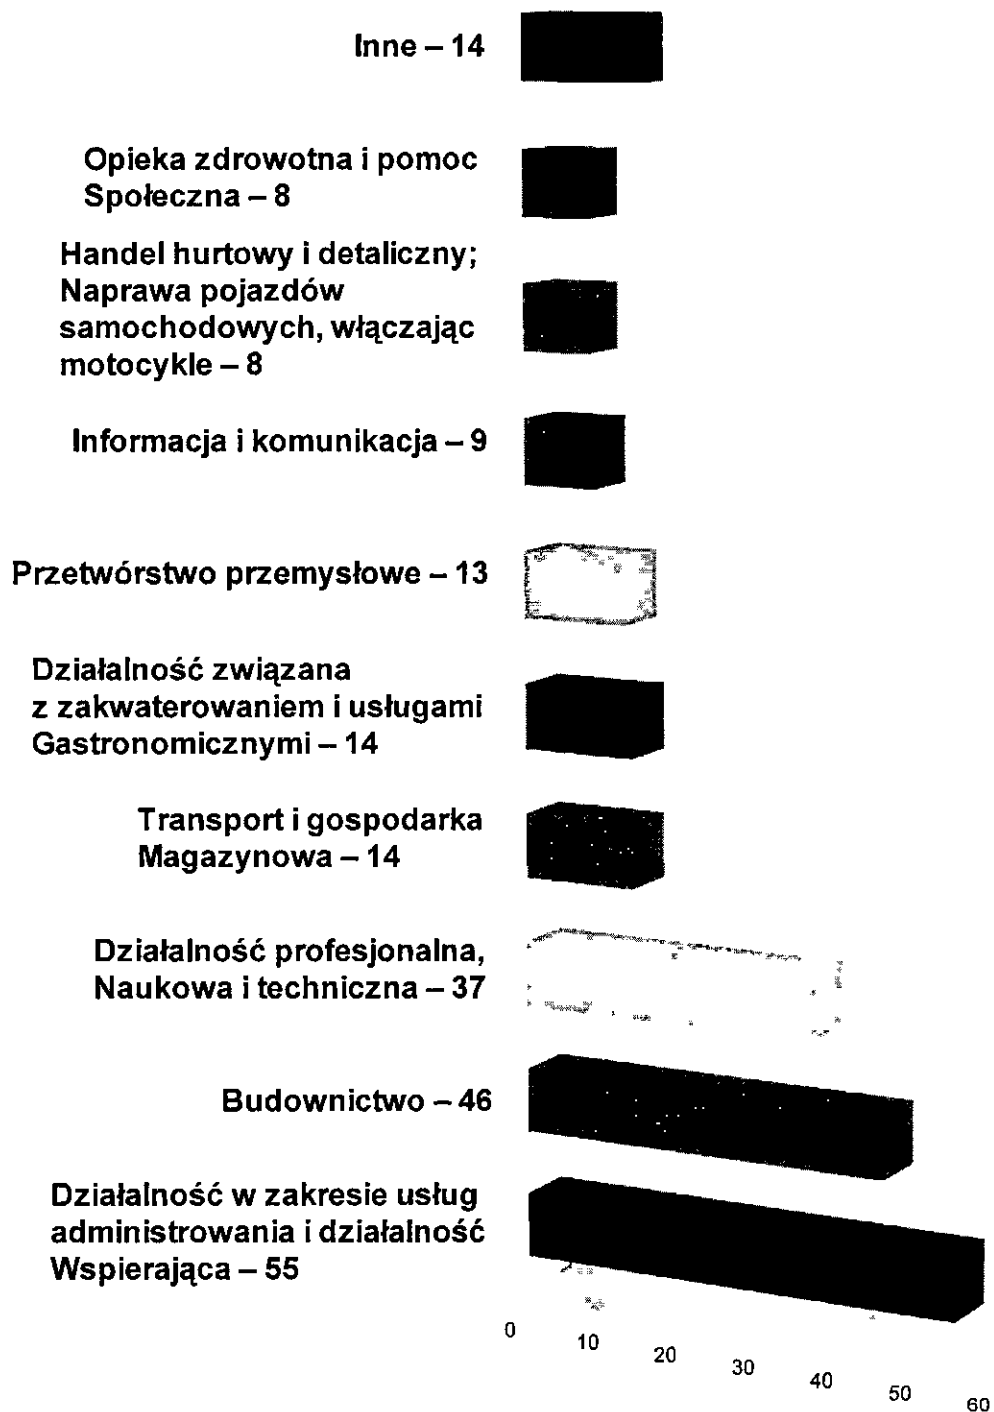 Inne – 14
Opieka zdrowotna i pomoc
Społeczna – 8
Handel hurtowy i detaliczny;
Naprawa pojazdów
samochodowych, włączając
motocykle – 8
Informacja i komunikacja – 9
Przetwórstwo przemysłowe – 13
Działalność związana
z zakwaterowaniem i usługami
Gastronomicznymi – 14
Transport i gospodarka
Magazynowa – 14
Działalność profesjonalna,
Naukowa i techniczna – 37
Budownictwo – 46
Działalność w zakresie usług
administrowania i działalność
Wspierająca – 55
0 10 20 30 40 50 60